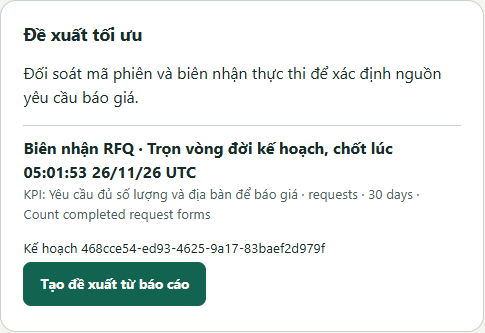 Đề xuất tối ưu
Đối soát mã phiên và biên nhận thực thi để xác định nguồn
yêu cầu báo giá.
Biên nhận RFQ · Trọn vòng đời kế hoạch, chốt lúc
05:01:53 26/11/26 UTC
KPI: Yêu cầu đủ số lượng và địa bàn để báo giá · requests · 30 days ·
Count completed request forms
Kế hoạch 468cce54-ed93-4625-9a17-83baef2d979f
Tạo đề xuất từ báo cáo